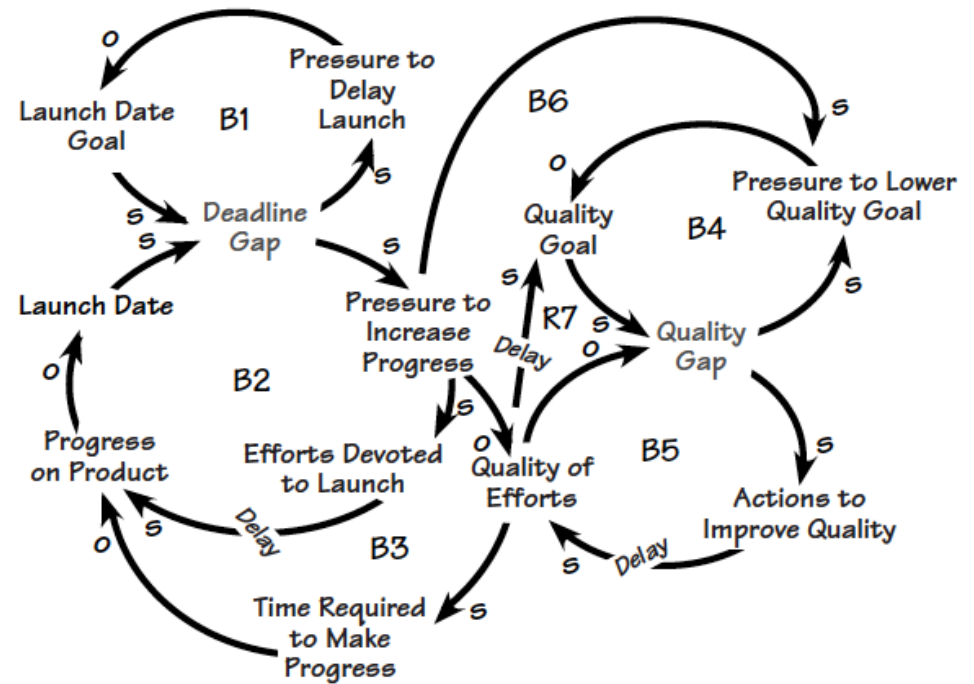 o
Pressure to
Delay
Launch
Launch Date
Goal
B1
s
s
s
Deadline
Gap
B6
s
o
Pressure to Lower
Quality Goal
Quality
Goal
B4
s
Launch Date
s
Pressure to
Increase
Progress
s
R7
s
o
Delay
Quality
Gap
s
o
B2
s
o
Progress
on Product
Efforts Devoted
to Launch
Quality of
Efforts
B5
s
Actions to
Improve Quality
s
Delay
o
B3
s
Delay
Time Required
to Make
Progress
s